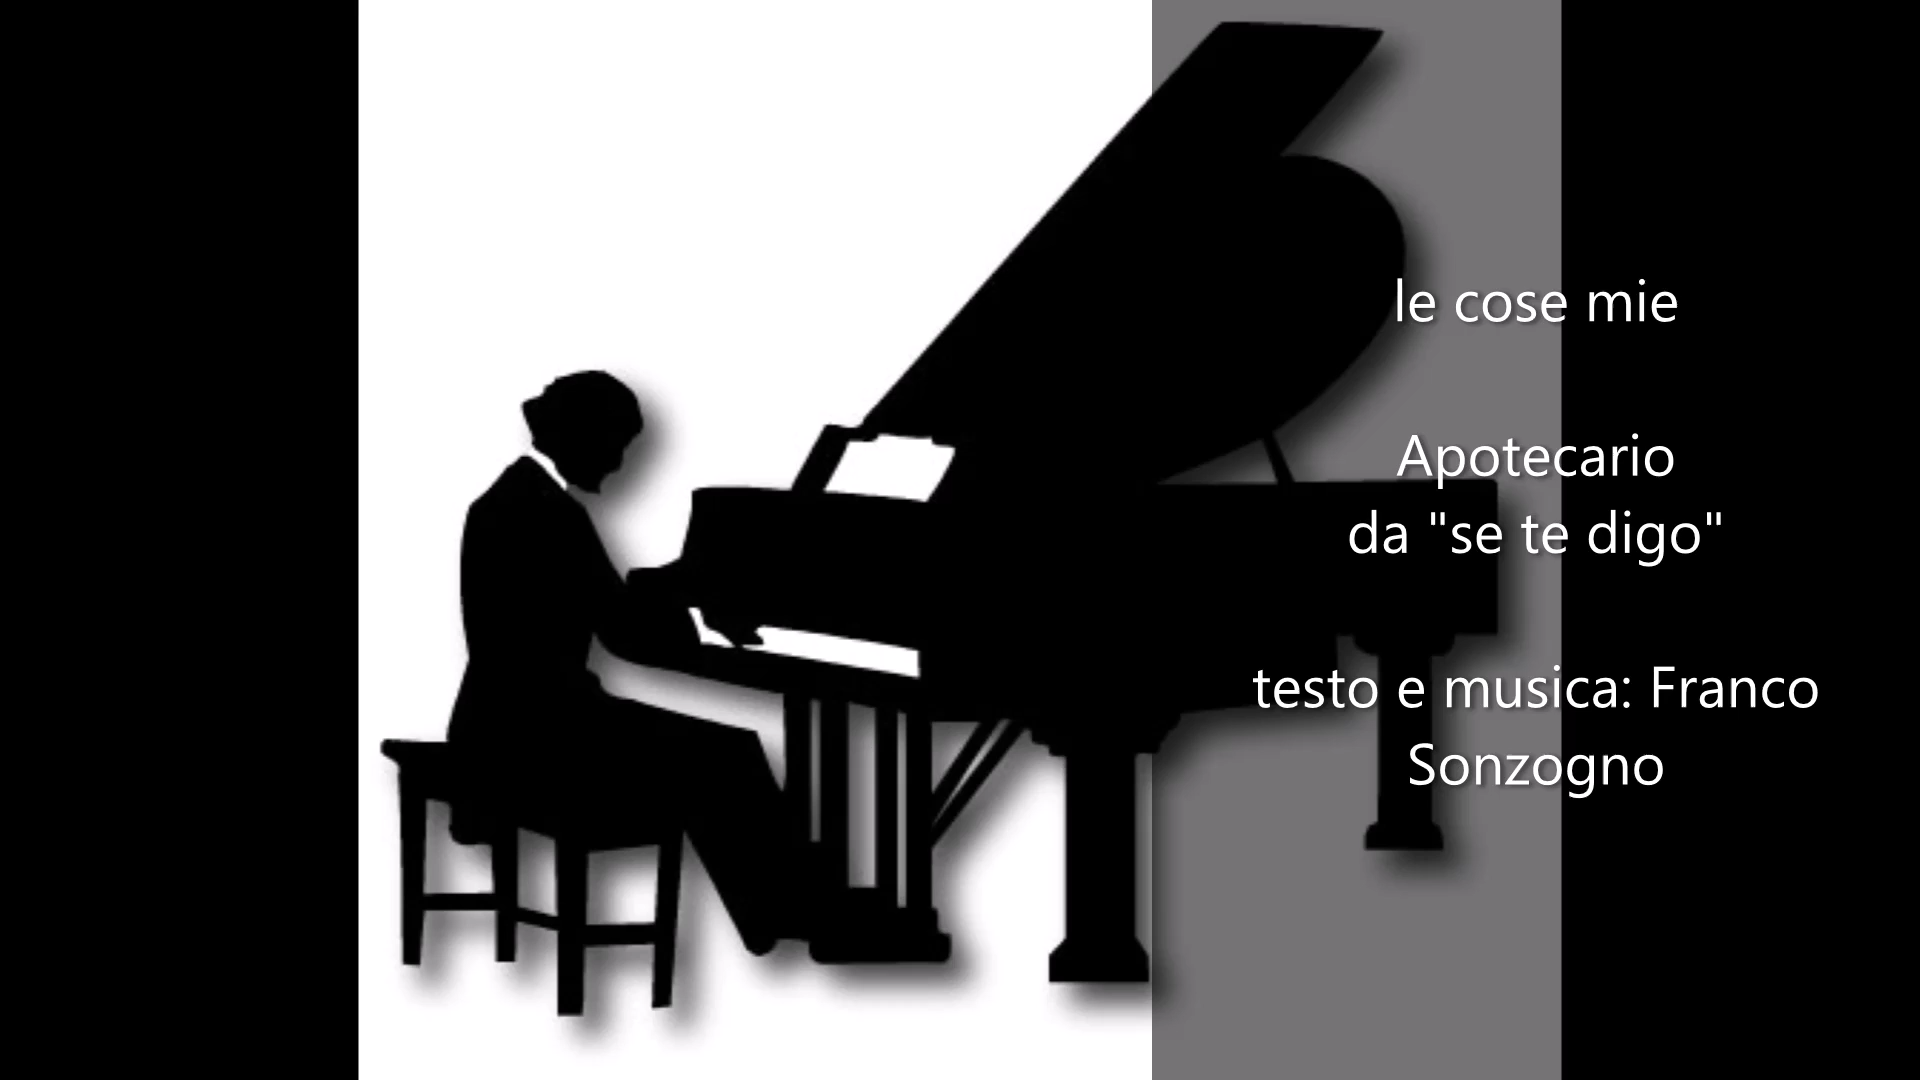 le cose mie
Apotecario
da "se te digo"
testo e musica: Franco
Sonzogno